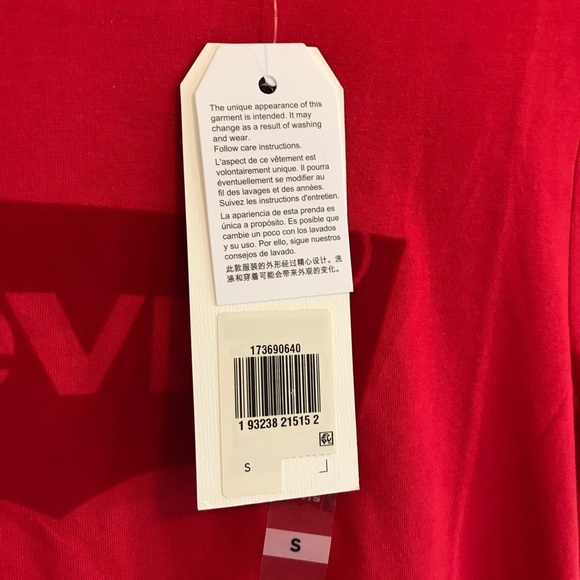 The unique appearance of this
garment is intended. It may
change as a result of washing
and wear.
Follow care instructions.
L'aspect de ce vêtement est
volontairement unique. Il pourra
éventuellement se modifier au
fil des lavages et des années.
Suivez les instructions d'entretien.
La apariencia de esta prenda es
única a propósito. Es posible que
cambie un poco con los lavados
y su uso. Por ello, sigue nuestros
consejos de lavado.
此款服装的外形经过精心设计。洗
涤和穿着可能会带来外观的变化。
173690640
1 93238 21515 2
S
S